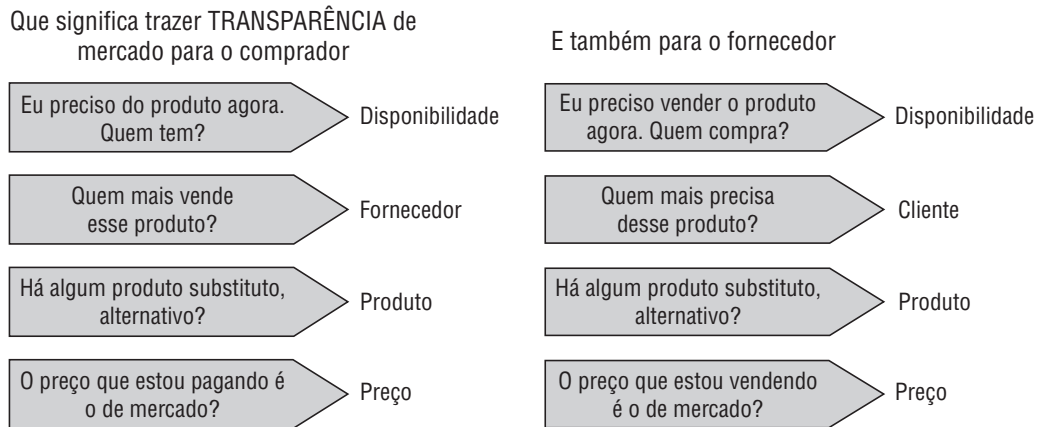 Que significa trazer TRANSPARÊNCIA de
mercado para o comprador
Eu preciso do produto agora.
Quem tem?
Disponibilidade
Quem mais vende
esse produto?
Fornecedor
Há algum produto substituto,
alternativo?
Produto
O preço que estou pagando é
o de mercado?
Preço
E também para o fornecedor
Eu preciso vender o produto
agora. Quem compra?
Disponibilidade
Quem mais precisa
desse produto?
Cliente
Há algum produto substituto,
alternativo?
Produto
O preço que estou vendendo
é o de mercado?
Preço